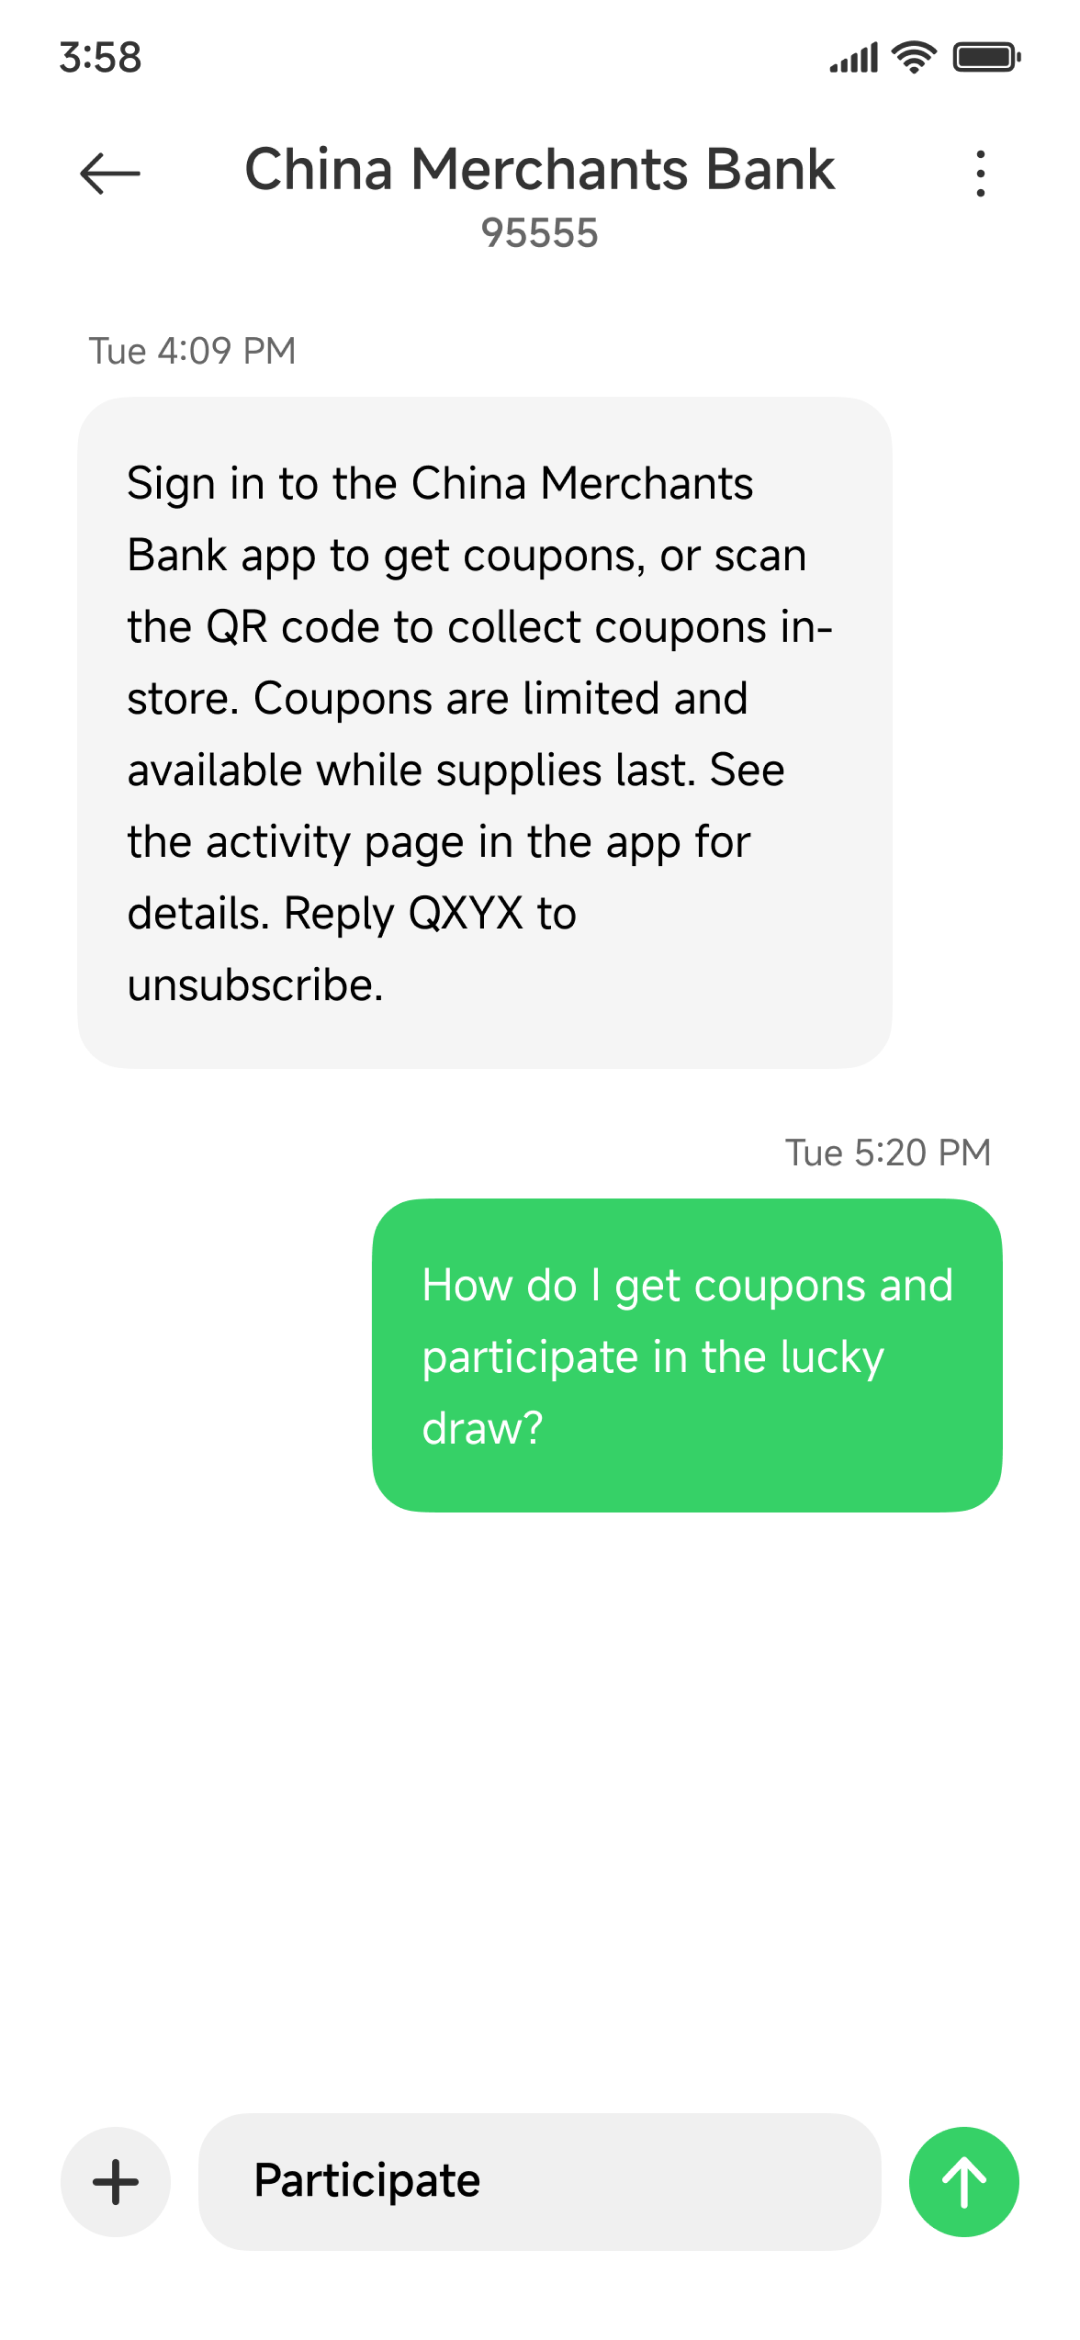 3:58
China Merchants Bank
95555
Tue 4:09 PM
Sign in to the China Merchants
Bank app to get coupons, or scan
the QR code to collect coupons in-
store. Coupons are limited and
available while supplies last. See
the activity page in the app for
details. Reply QXYX to
unsubscribe.
Tue 5:20 PM
How do I get coupons and
participate in the lucky
draw?
Participate